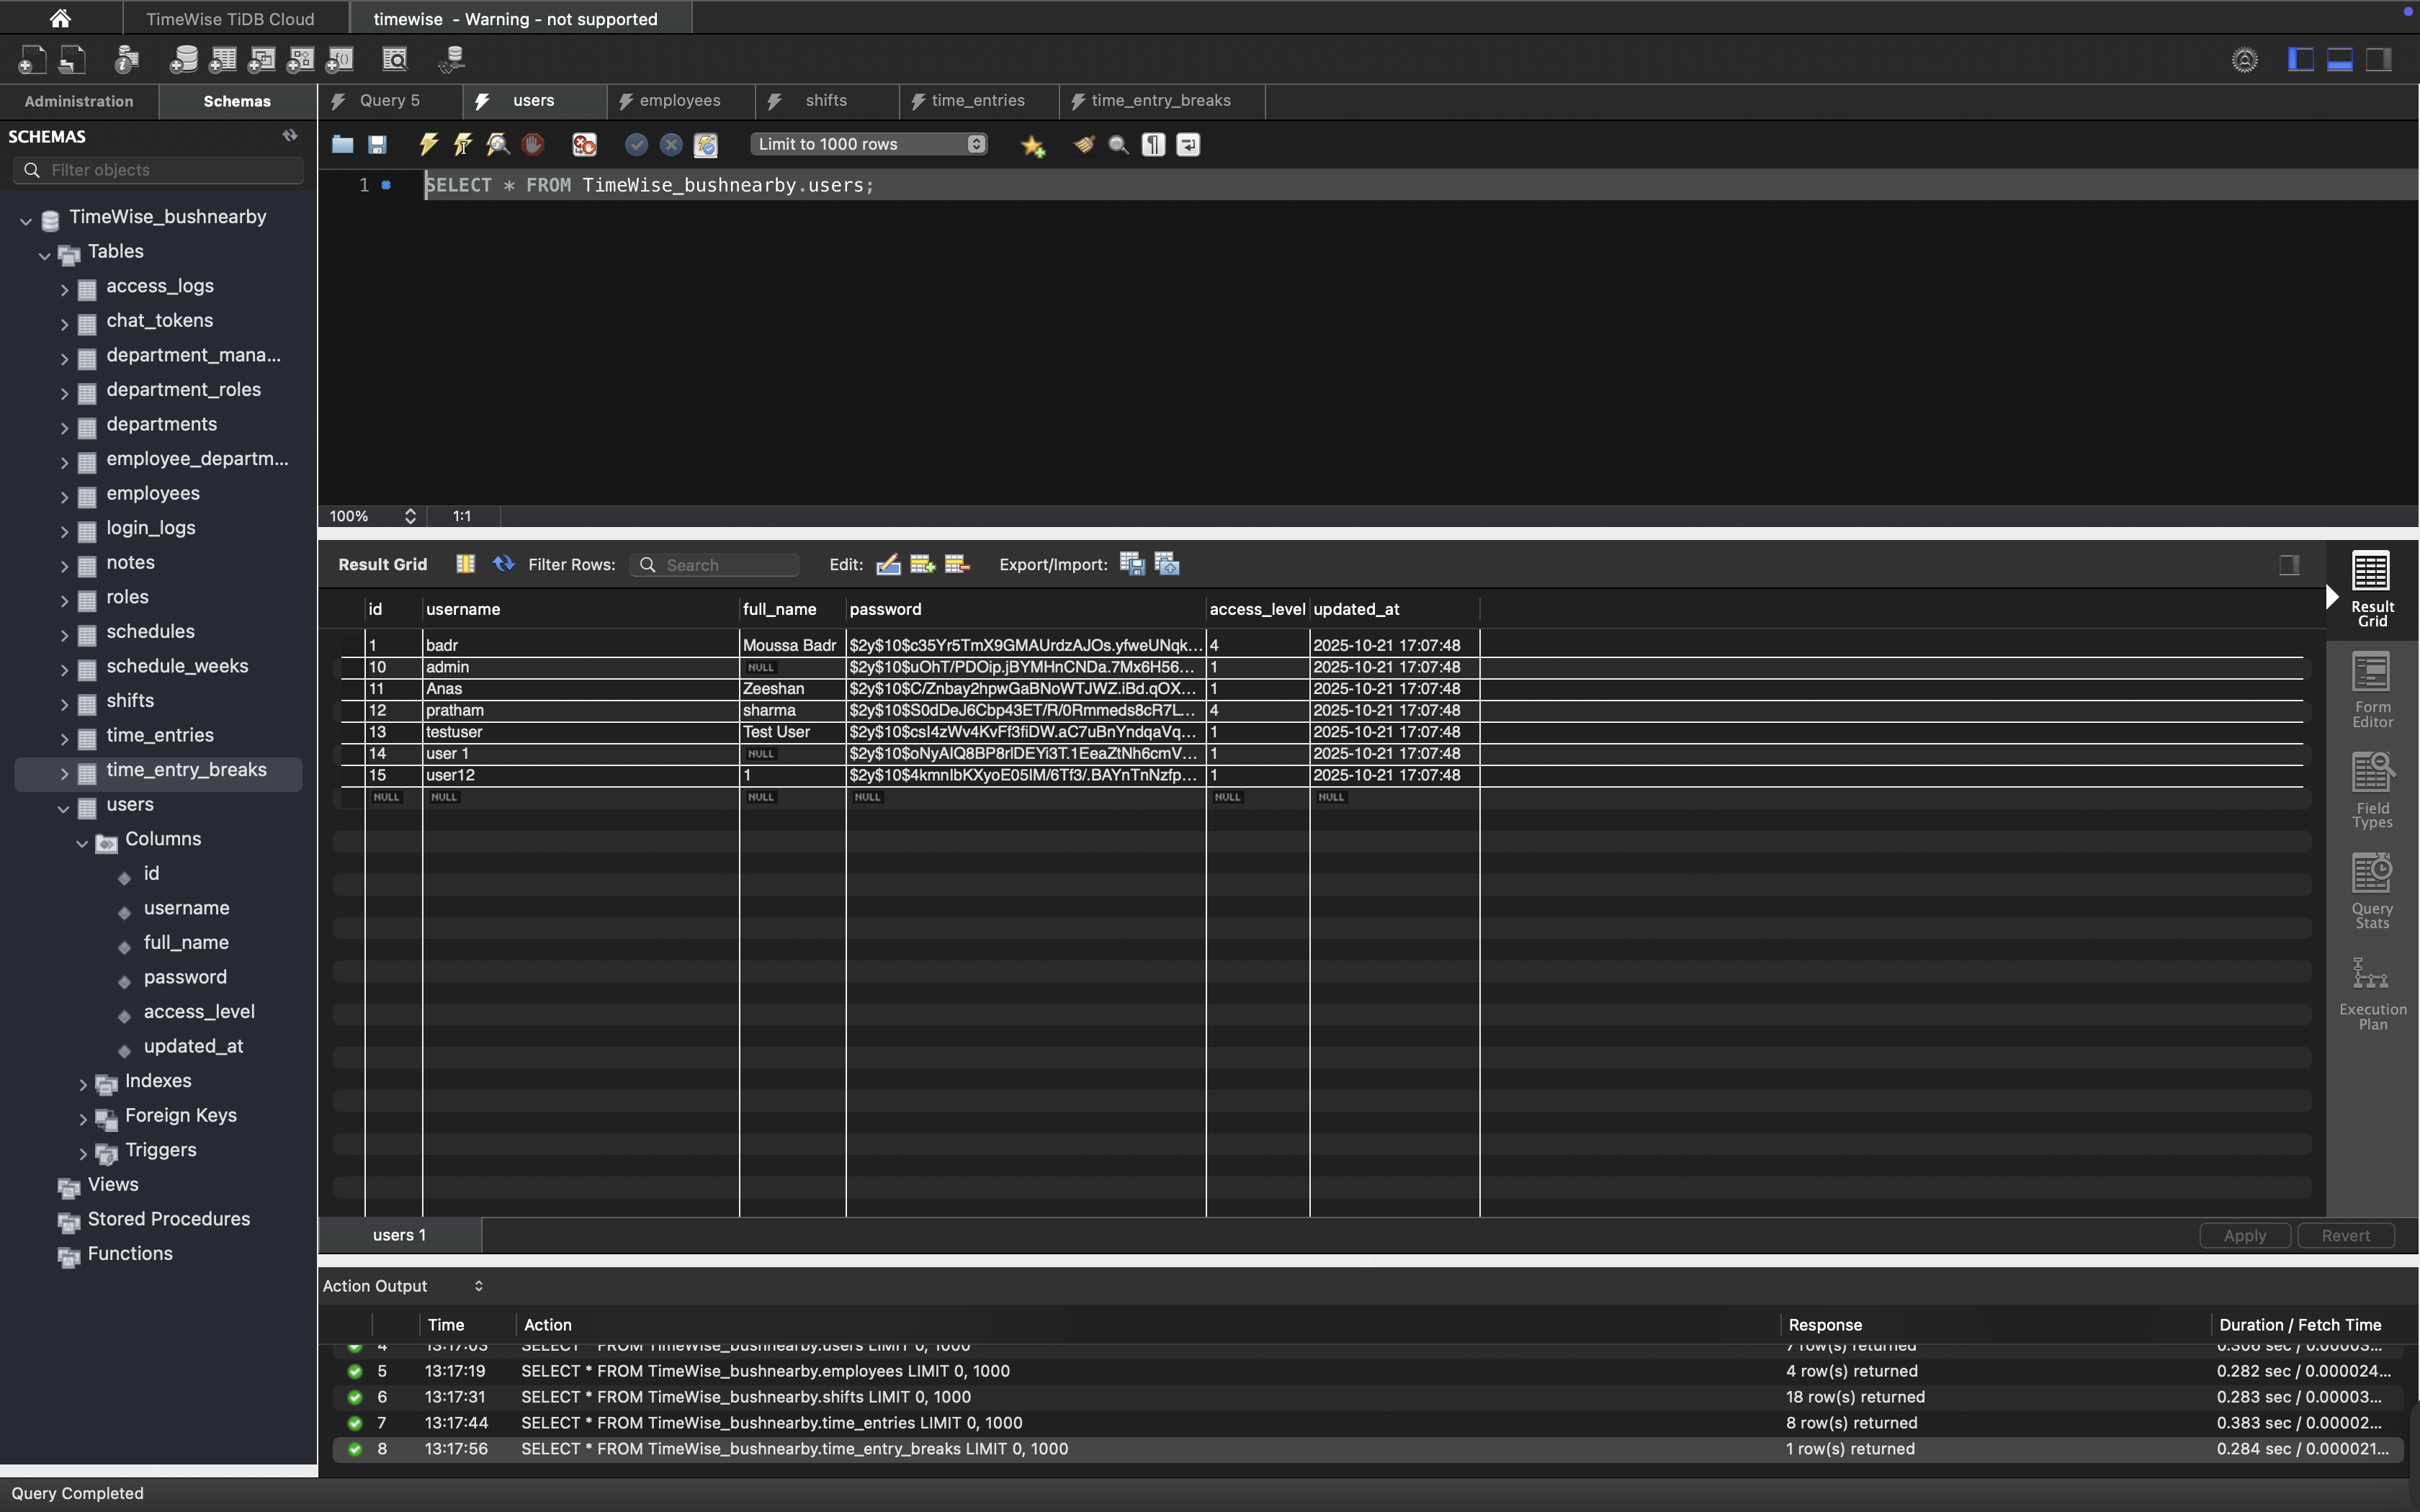 TimeWise TiDB Cloud
timewise - Warning - not supported
Administration
Schemas
Query 5
users
employees
shifts
time_entries
time_entry_breaks
SCHEMAS
Filter objects
Limit to 1000 rows
1
SELECT * FROM TimeWise_bushnearby.users;
TimeWise_bushnearby
Tables
access_logs
chat_tokens
department_mana...
department_roles
departments
employee_departm...
employees
login_logs
notes
roles
schedules
schedule_weeks
shifts
time_entries
time_entry_breaks
users
Columns
id
username
full_name
password
access_level
updated_at
Indexes
Foreign Keys
Triggers
Views
Stored Procedures
Functions
100%
1:1
Result Grid
Filter Rows:
Search
Edit:
Export/Import:
id username full_name password access_level updated_at
1 badr Moussa Badr $2y$10$c35Yr5TmX9GMAUrdzAJOs.yfweUNqk... 4 2025-10-21 17:07:48
10 admin NULL $2y$10$uOhT/PDOip.jBYMHnCNDa.7Mx6H56... 1 2025-10-21 17:07:48
11 Anas Zeeshan $2y$10$C/Znbay2hpwGaBNoWTJWZ.iBd.qOX... 1 2025-10-21 17:07:48
12 pratham sharma $2y$10$S0dDeJ6Cbp43ET/R/0Rmmeds8cR7L... 4 2025-10-21 17:07:48
13 testuser Test User 1 2025-10-21 17:07:48
14 user 1 NULL 1 2025-10-21 17:07:48
15 user12 1 1 2025-10-21 17:07:48
NULL NULL NULL NULL NULL NULL
Result Grid
Form Editor
Field Types
Query Stats
Execution Plan
users 1
Apply
Revert
Action Output
Time Action Response Duration / Fetch Time
4 13:17:03 SELECT * FROM TimeWise_bushnearby.users LIMIT 0, 1000 7 row(s) returned 0.306 sec / 0.00003...
5 13:17:19 SELECT * FROM TimeWise_bushnearby.employees LIMIT 0, 1000 4 row(s) returned 0.282 sec / 0.000024...
6 13:17:31 SELECT * FROM TimeWise_bushnearby.shifts LIMIT 0, 1000 18 row(s) returned 0.283 sec / 0.00003...
7 13:17:44 SELECT * FROM TimeWise_bushnearby.time_entries LIMIT 0, 1000 8 row(s) returned 0.383 sec / 0.00002...
8 13:17:56 SELECT * FROM TimeWise_bushnearby.time_entry_breaks LIMIT 0, 1000 1 row(s) returned 0.284 sec / 0.000021...
Query Completed